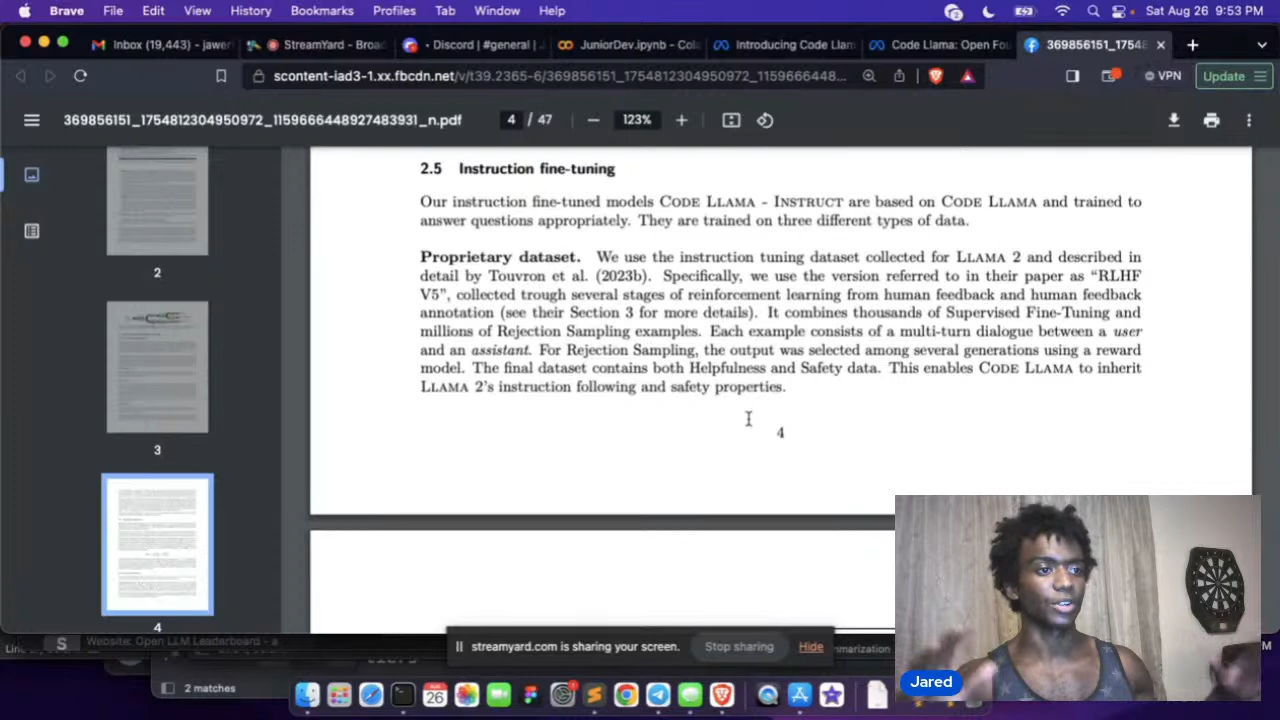 Brave File Edit View History Bookmarks Profiles Tab Window Help 2 Sat Aug 26 9:53 PM
Inbox (19,443) - jawer StreamYard - Broad • Discord | #general | JuniorDev.ipynb - Col Introducing Code Llam Code Llama: Open Fou 369856151_1754
scontent-iad3-1.xx.fbcdn.net/v/t39.2365-6/369856151_1754812304950972_1159666448... VPN Update
369856151_1754812304950972_1159666448927483931_n.pdf 4 / 47 123%
2
3
4
2.5 Instruction fine-tuning
Our instruction fine-tuned models CODE LLAMA - INSTRUCT are based on CODE LLAMA and trained to
answer questions appropriately. They are trained on three different types of data.
Proprietary dataset. We use the instruction tuning dataset collected for LLAMA 2 and described in
detail by Touvron et al. (2023b). Specifically, we use the version referred to in their paper as “RLHF
V5”, collected trough several stages of reinforcement learning from human feedback and human feedback
annotation (see their Section 3 for more details). It combines thousands of Supervised Fine-Tuning and
millions of Rejection Sampling examples. Each example consists of a multi-turn dialogue between a user
and an assistant. For Rejection Sampling, the output was selected among several generations using a reward
model. The final dataset contains both Helpfulness and Safety data. This enables CODE LLAMA to inherit
LLAMA 2's instruction following and safety properties.
4
S Website: Open LLM Leaderboard - a
streamyard.com is sharing your screen. Stop sharing Hide
2 matches
Jared
AUG
26